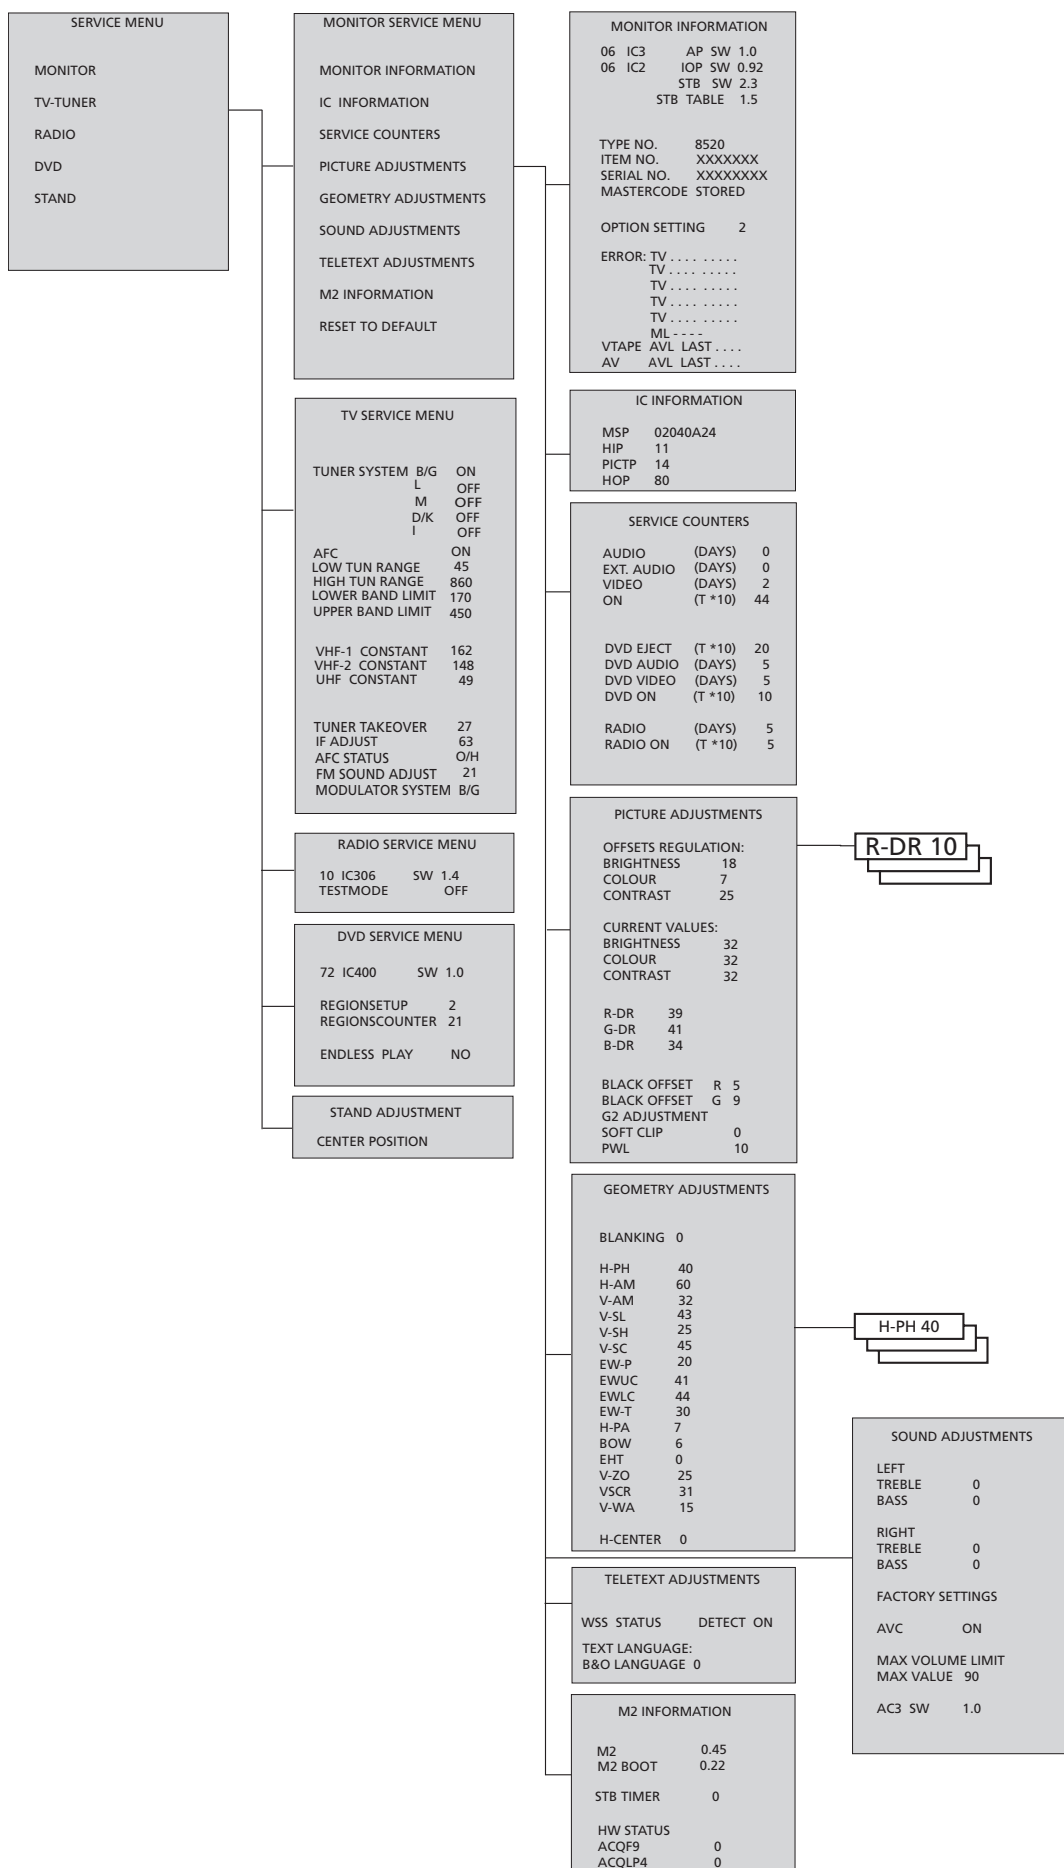 SERVICE MENU
MONITOR
TV-TUNER
RADIO
DVD
STAND
MONITOR SERVICE MENU
MONITOR INFORMATION
IC INFORMATION
SERVICE COUNTERS
PICTURE ADJUSTMENTS
GEOMETRY ADJUSTMENTS
SOUND ADJUSTMENTS
TELETEXT ADJUSTMENTS
M2 INFORMATION
RESET TO DEFAULT
TV SERVICE MENU
TUNER SYSTEM B/G ON
L OFF
M OFF
D/K OFF
I OFF
AFC ON
LOW TUN RANGE 45
HIGH TUN RANGE 860
LOWER BAND LIMIT 170
UPPER BAND LIMIT 450
VHF-1 CONSTANT 162
VHF-2 CONSTANT 148
UHF CONSTANT 49
TUNER TAKEOVER 27
IF ADJUST 63
AFC STATUS O/H
FM SOUND ADJUST 21
MODULATOR SYSTEM B/G
RADIO SERVICE MENU
10 IC306 SW 1.4
TESTMODE OFF
DVD SERVICE MENU
72 IC400 SW 1.0
REGIONSETUP 2
REGIONSCOUNTER 21
ENDLESS PLAY NO
STAND ADJUSTMENT
CENTER POSITION
MONITOR INFORMATION
06 IC3 AP SW 1.0
06 IC2 IOP SW 0.92
STB SW 2.3
STB TABLE 1.5
TYPE NO. 8520
ITEM NO. XXXXXXX
SERIAL NO. XXXXXXXX
MASTERCODE STORED
OPTION SETTING 2
ERROR: TV . . . . . . . . .
TV . . . . . . . . .
TV . . . . . . . . .
TV . . . . . . . . .
TV . . . . . . . . .
ML - - - -
VTAPE AVL LAST . . . .
AV AVL LAST . . . .
IC INFORMATION
MSP 02040A24
HIP 11
PICTP 14
HOP 80
SERVICE COUNTERS
AUDIO (DAYS) 0
EXT. AUDIO (DAYS) 0
VIDEO (DAYS) 2
ON (T *10) 44
DVD EJECT (T *10) 20
DVD AUDIO (DAYS) 5
DVD VIDEO (DAYS) 5
DVD ON (T *10) 10
RADIO (DAYS) 5
RADIO ON (T *10) 5
PICTURE ADJUSTMENTS
OFFSETS REGULATION:
BRIGHTNESS 18
COLOUR 7
CONTRAST 25
CURRENT VALUES:
BRIGHTNESS 32
COLOUR 32
CONTRAST 32
R-DR 39
G-DR 41
B-DR 34
BLACK OFFSET R 5
BLACK OFFSET G 9
G2 ADJUSTMENT
SOFT CLIP 0
PWL 10
R-DR 10
GEOMETRY ADJUSTMENTS
BLANKING 0
H-PH 40
H-AM 60
V-AM 32
V-SL 43
V-SH 25
V-SC 45
EW-P 20
EWUC 41
EWLC 44
EW-T 30
H-PA 7
BOW 6
EHT 0
V-ZO 25
VSCR 31
V-WA 15
H-CENTER 0
H-PH 40
SOUND ADJUSTMENTS
LEFT
TREBLE 0
BASS 0
RIGHT
TREBLE 0
BASS 0
FACTORY SETTINGS
AVC ON
MAX VOLUME LIMIT
MAX VALUE 90
AC3 SW 1.0
TELETEXT ADJUSTMENTS
WSS STATUS DETECT ON
TEXT LANGUAGE:
B&O LANGUAGE 0
M2 INFORMATION
M2 0.45
M2 BOOT 0.22
STB TIMER 0
HW STATUS
ACQF9 0
ACQLP4 0